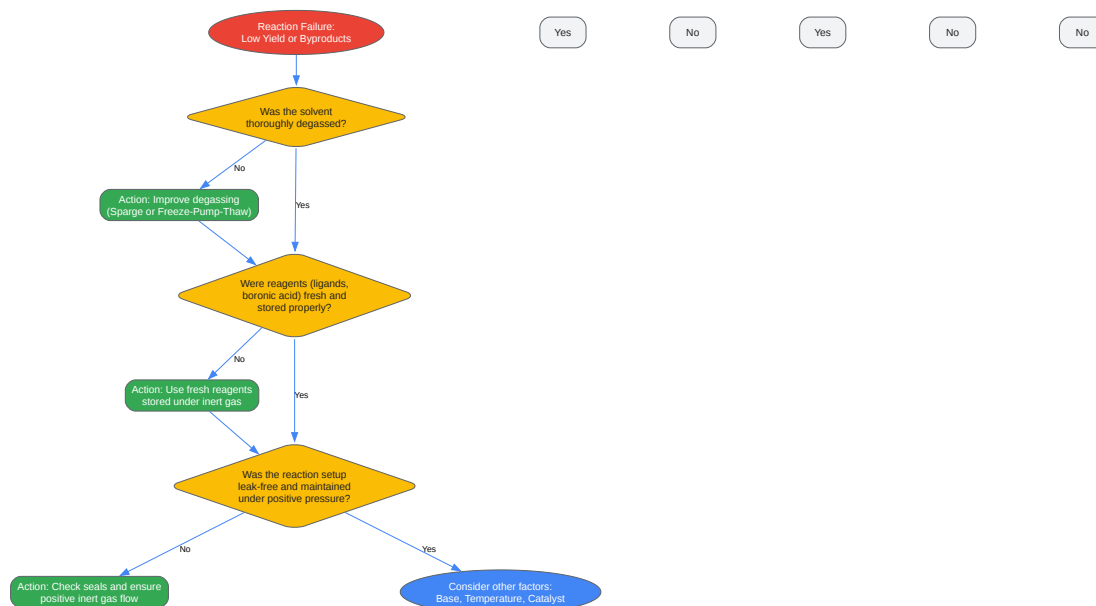 Reaction Failure:
Low Yield or Byproducts
Yes
No
Yes
No
No
Was the solvent
thoroughly degassed?
No
Action: Improve degassing
(Sparge or Freeze-Pump-Thaw)
Yes
Were reagents (ligands,
boronic acid) fresh and
stored properly?
No
Action: Use fresh reagents
stored under inert gas
Yes
Was the reaction setup
leak-free and maintained
under positive pressure?
No
Yes
Action: Check seals and ensure
positive inert gas flow
Consider other factors:
Base, Temperature, Catalyst